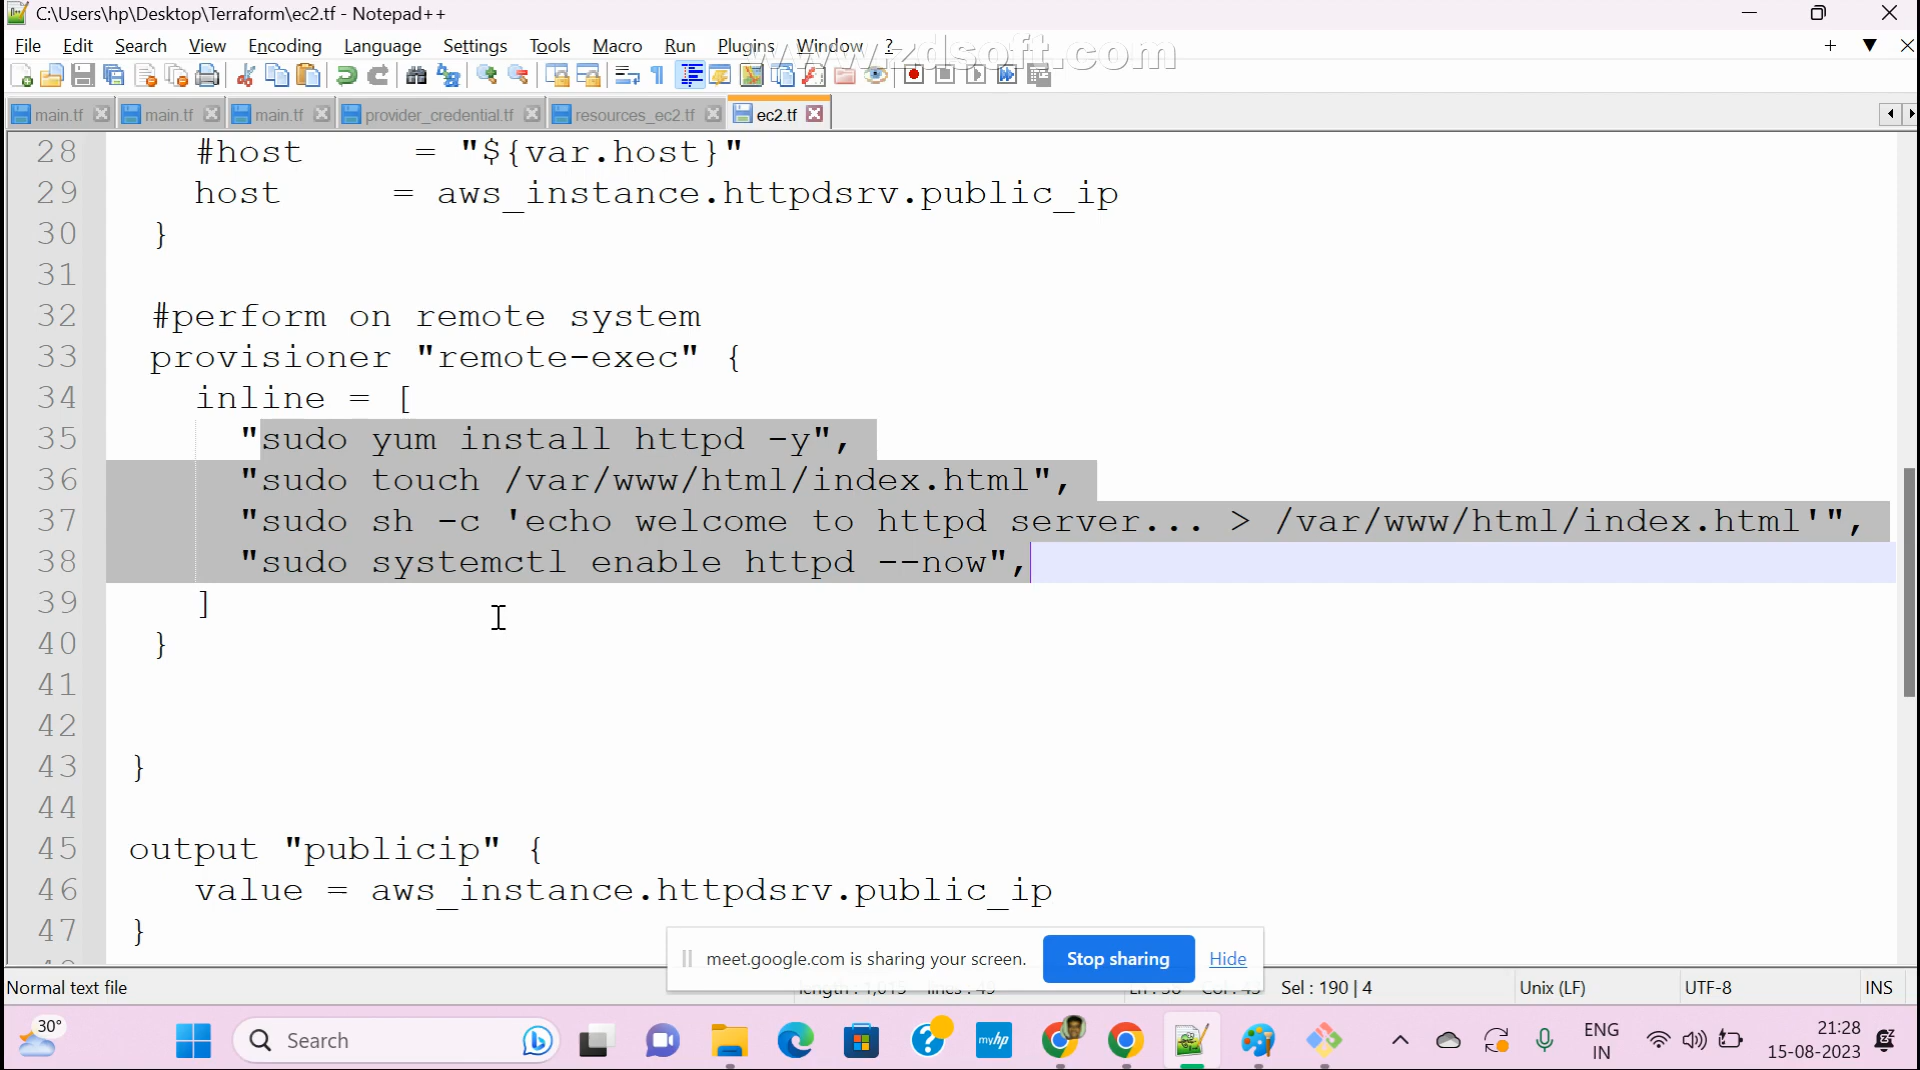 C:\Users\hp\Desktop\Terraform\ec2.tf - Notepad++
File Edit Search View Encoding Language Settings Tools Macro Run Plugins Window ?
www.zdsoft.com
main.tf main.tf main.tf provider_credential.tf resources_ec2.tf ec2.tf
28 #host = "${var.host}"
29 host = aws_instance.httpdsrv.public_ip
30 }
31
32 #perform on remote system
33 provisioner "remote-exec" {
34 inline = [
35 "sudo yum install httpd -y",
36 "sudo touch /var/www/html/index.html",
37 "sudo sh -c 'echo welcome to httpd server... > /var/www/html/index.html'",
38 "sudo systemctl enable httpd --now",
39 ]
40 }
41
42
43 }
44
45 output "publicip" {
46 value = aws_instance.httpdsrv.public_ip
47 }
meet.google.com is sharing your screen. Stop sharing Hide
Normal text file Sel : 190 | 4 Unix (LF) UTF-8 INS
30° Search myhp ENG IN 21:28
15-08-2023